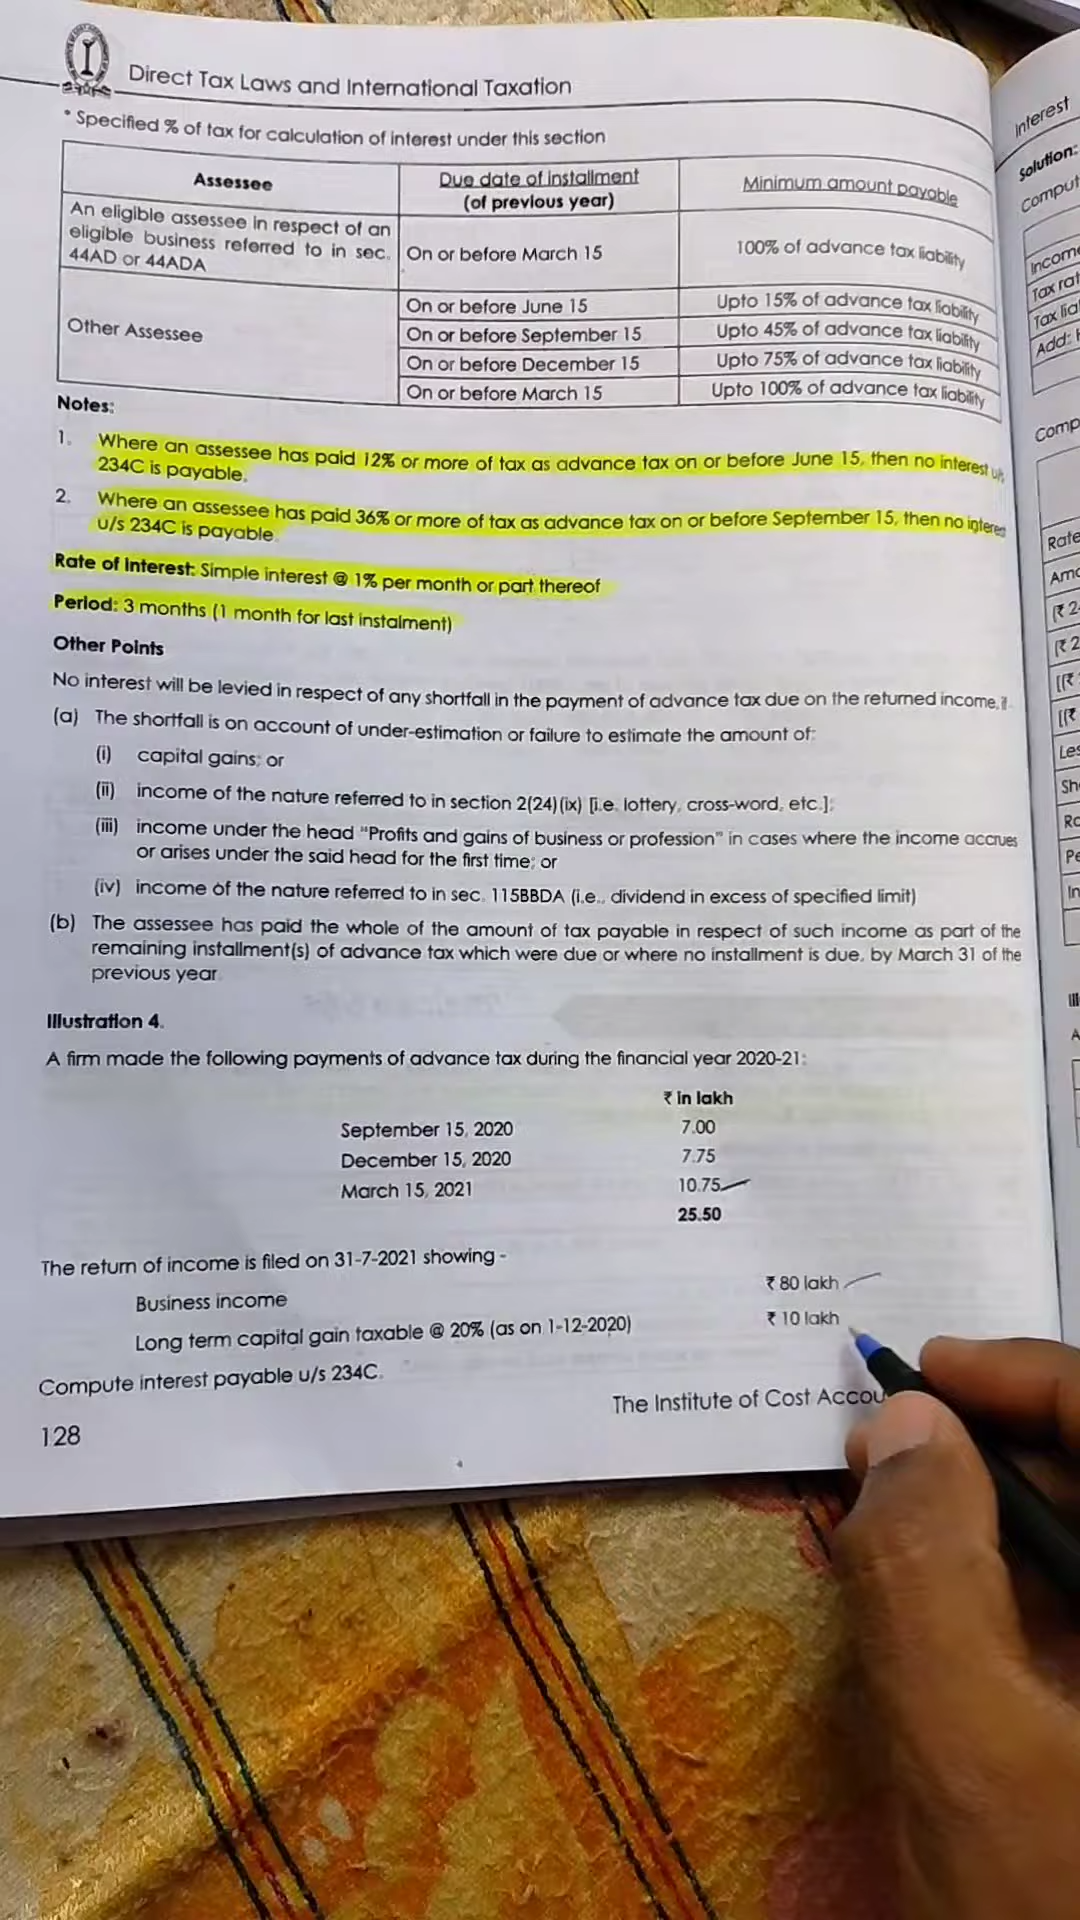 Direct Tax Laws and International Taxation
* Specified % of tax for calculation of interest under this section
Assessee
Due date of installment
(of previous year)
Minimum amount payable
An eligible assessee in respect of an
eligible business referred to in sec.
44AD or 44ADA
On or before March 15
100% of advance tax liability
Other Assessee
On or before June 15
Upto 15% of advance tax liability
On or before September 15
Upto 45% of advance tax liability
On or before December 15
Upto 75% of advance tax liability
On or before March 15
Upto 100% of advance tax liability
Notes:
1. Where an assessee has paid 12% or more of tax as advance tax on or before June 15, then no interest u/s
234C is payable.
2. Where an assessee has paid 36% or more of tax as advance tax on or before September 15, then no interest
u/s 234C is payable.
Rate of Interest: Simple interest @ 1% per month or part thereof
Period: 3 months (1 month for last instalment)
Other Points
No interest will be levied in respect of any shortfall in the payment of advance tax due on the returned income, if
(a) The shortfall is on account of under-estimation or failure to estimate the amount of:
(i) capital gains; or
(ii) income of the nature referred to in section 2(24)(ix) [i.e. lottery, cross-word, etc.];
(iii) income under the head "Profits and gains of business or profession" in cases where the income accrues
or arises under the said head for the first time; or
(iv) income of the nature referred to in sec. 115BBDA (i.e., dividend in excess of specified limit)
(b) The assessee has paid the whole of the amount of tax payable in respect of such income as part of the
remaining installment(s) of advance tax which were due or where no installment is due, by March 31 of the
previous year
Illustration 4.
A firm made the following payments of advance tax during the financial year 2020-21:
₹ in lakh
September 15, 2020 7.00
December 15, 2020 7.75
March 15, 2021 10.75
25.50
The return of income is filed on 31-7-2021 showing -
Business income ₹ 80 lakh
Long term capital gain taxable @ 20% (as on 1-12-2020) ₹ 10 lakh
Compute interest payable u/s 234C.
The Institute of Cost
128
Interest
Solution:
Tax
Add:
Rate